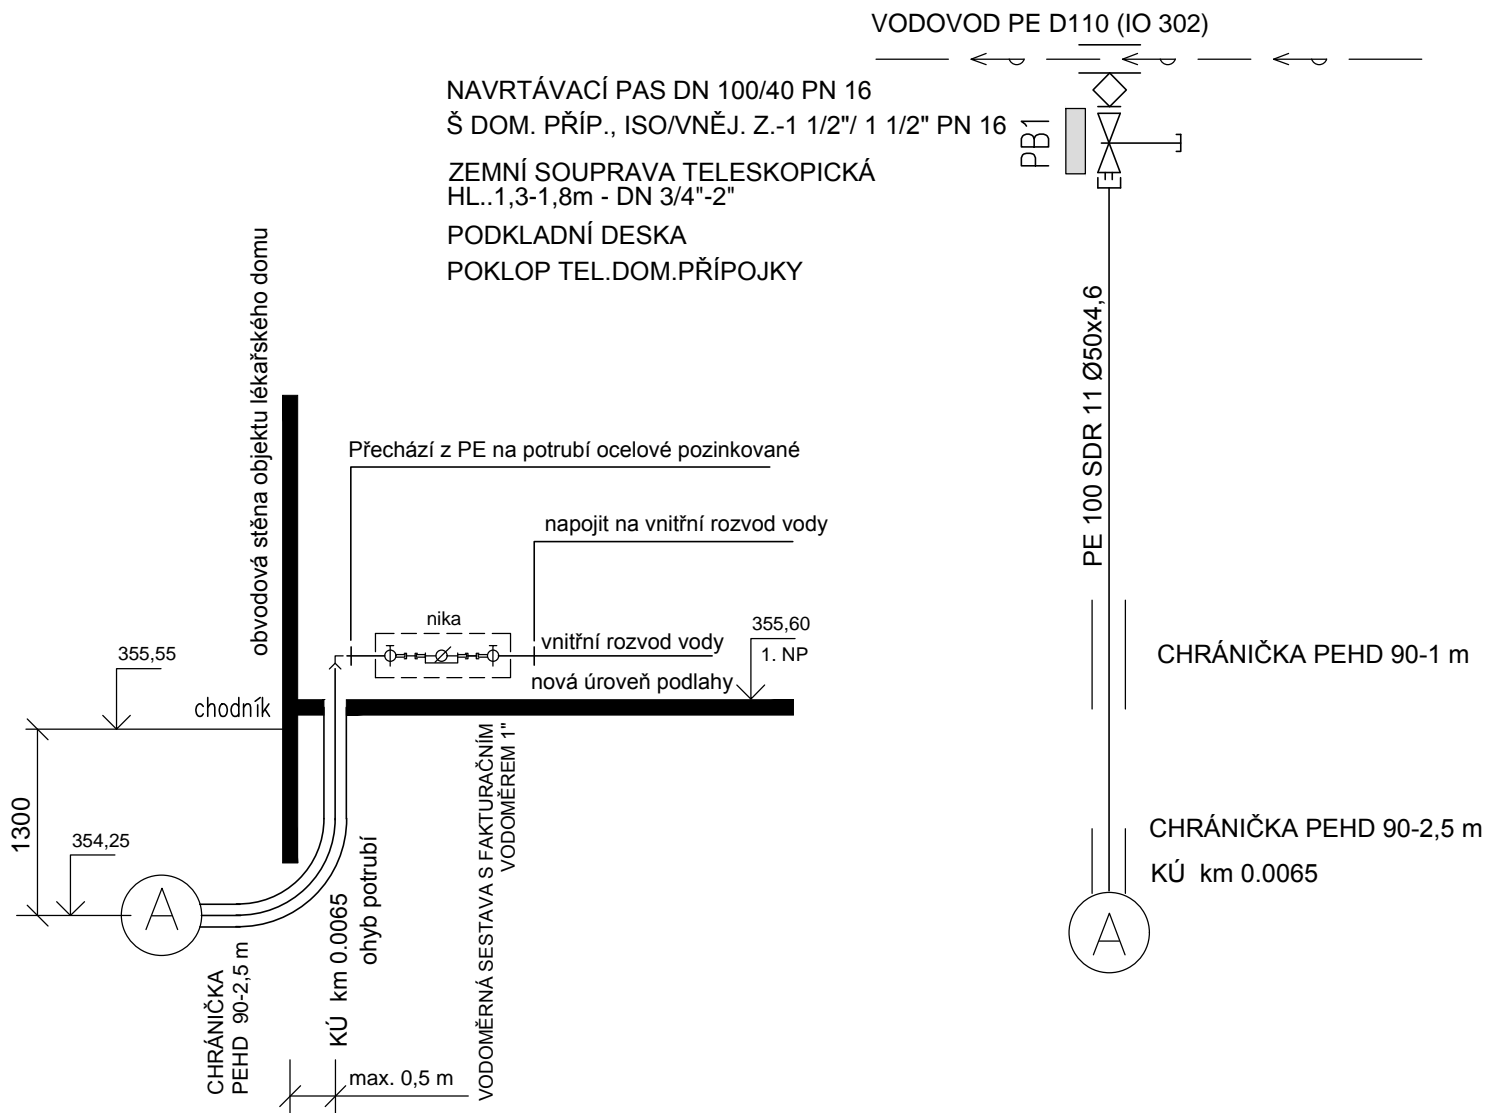 VODOVOD PE D110 (IO 302)
NAVRTÁVACÍ PAS DN 100/40 PN 16
Š DOM. PŘÍP., ISO/VNĚJ. Z.-1 1/2"/ 1 1/2" PN 16
ZEMNÍ SOUPRAVA TELESKOPICKÁ
HL..1,3-1,8m - DN 3/4"-2"
PODKLADNÍ DESKA
POKLOP TEL.DOM.PŘÍPOJKY
PB1
PE 100 SDR 11 Ø50x4,6
obvodová stěna objektu lékařského domu
Přechází z PE na potrubí ocelové pozinkované
napojit na vnitřní rozvod vody
nika
vnitřní rozvod vody
355,60
1. NP
nová úroveň podlahy
355,55
chodník
1300
354,25
A
CHRÁNIČKA
PEHD 90-2,5 m
KÚ km 0.0065
ohyb potrubí
VODOMĚRNÁ SESTAVA S FAKTURAČNÍM
VODOMĚREM 1"
max. 0,5 m
CHRÁNIČKA PEHD 90-1 m
CHRÁNIČKA PEHD 90-2,5 m
KÚ km 0.0065
A